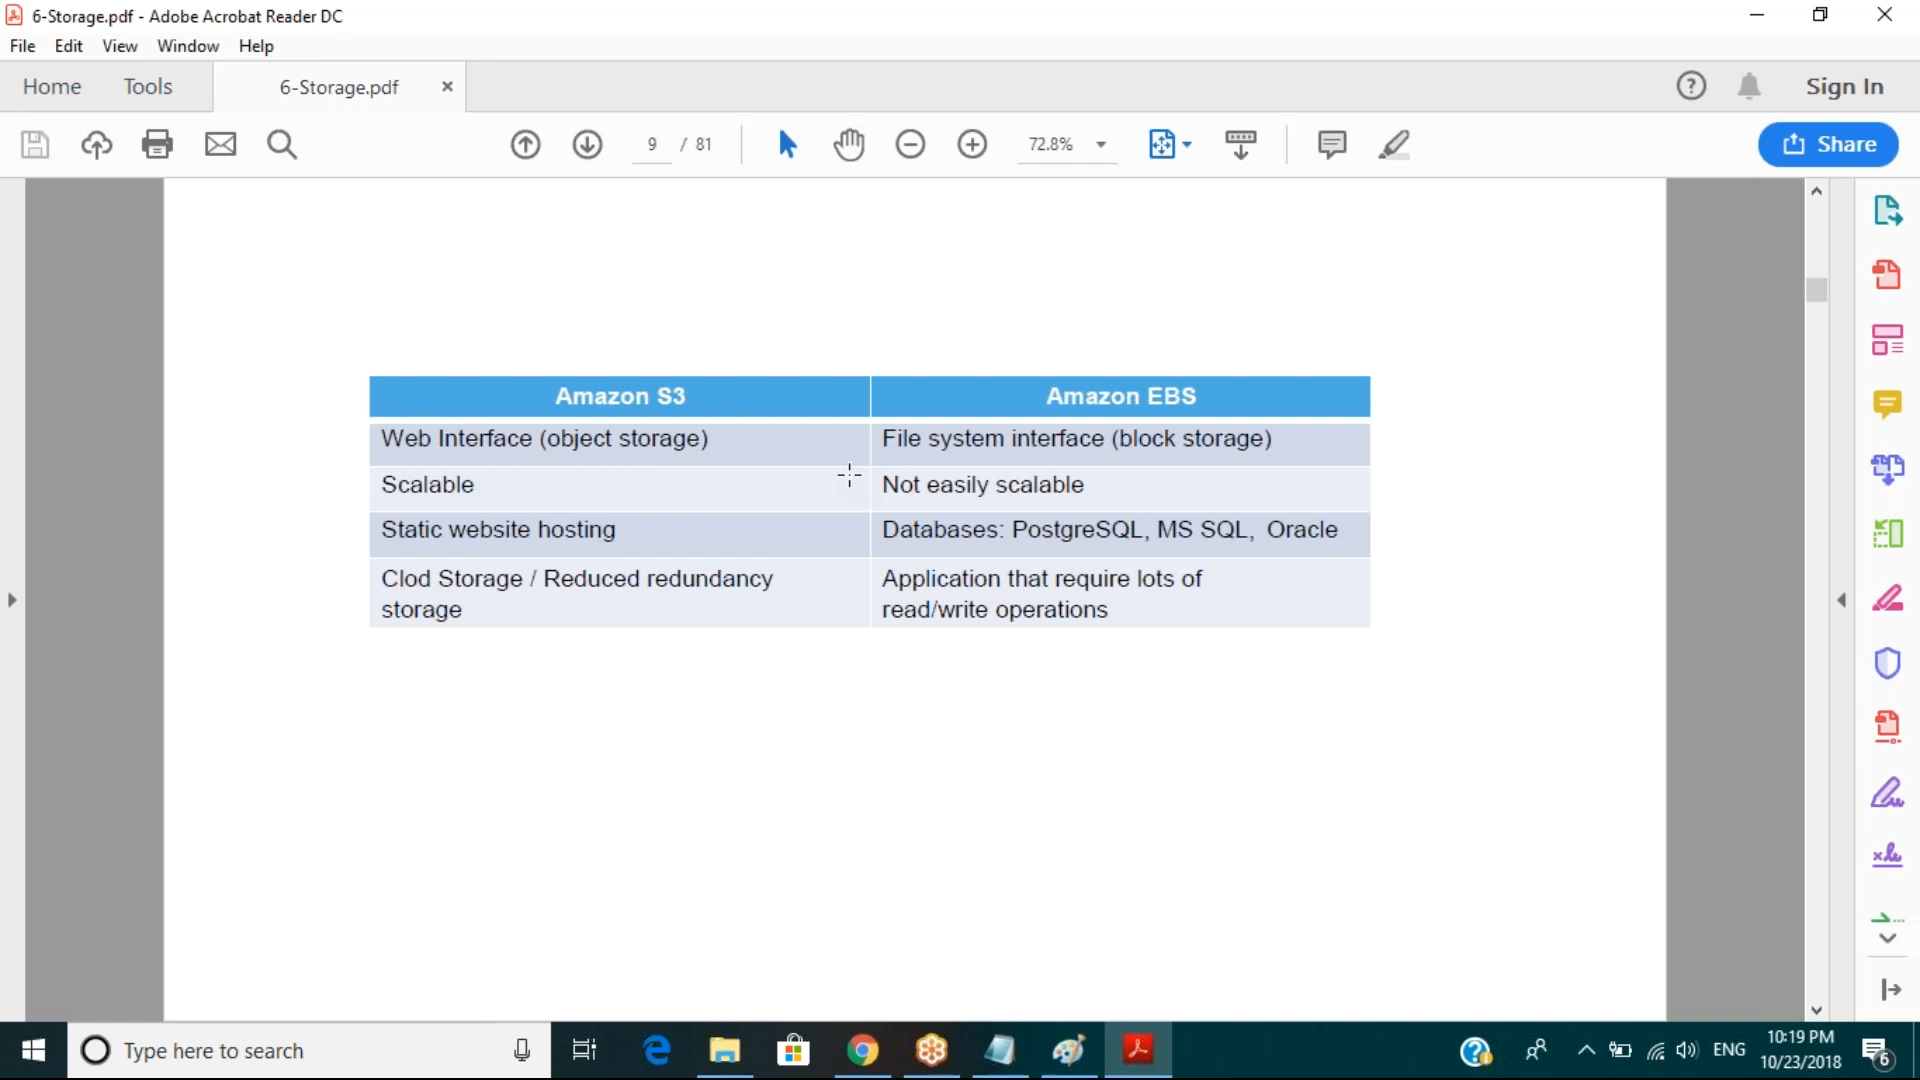 6-Storage.pdf - Adobe Acrobat Reader DC
File Edit View Window Help
Home Tools 6-Storage.pdf × Sign In
9 / 81 72.8% Share
Amazon S3 Amazon EBS
Web Interface (object storage) File system interface (block storage)
Scalable Not easily scalable
Static website hosting Databases: PostgreSQL, MS SQL, Oracle
Clod Storage / Reduced redundancy Application that require lots of
storage read/write operations
Type here to search ENG 10:19 PM
10/23/2018 6